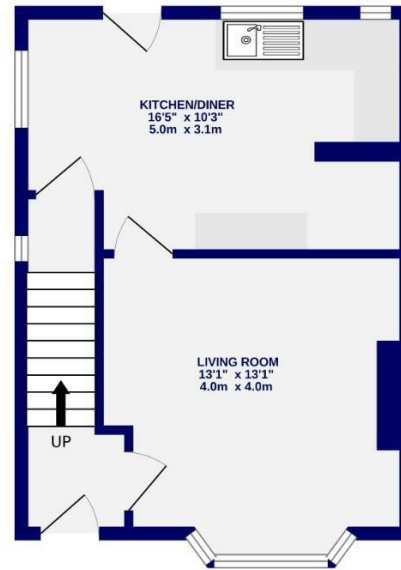 KITCHEN/DINER
16'5" x 10'3"
5.0m x 3.1m
LIVING ROOM
13'1" x 13'1"
4.0m x 4.0m
UP